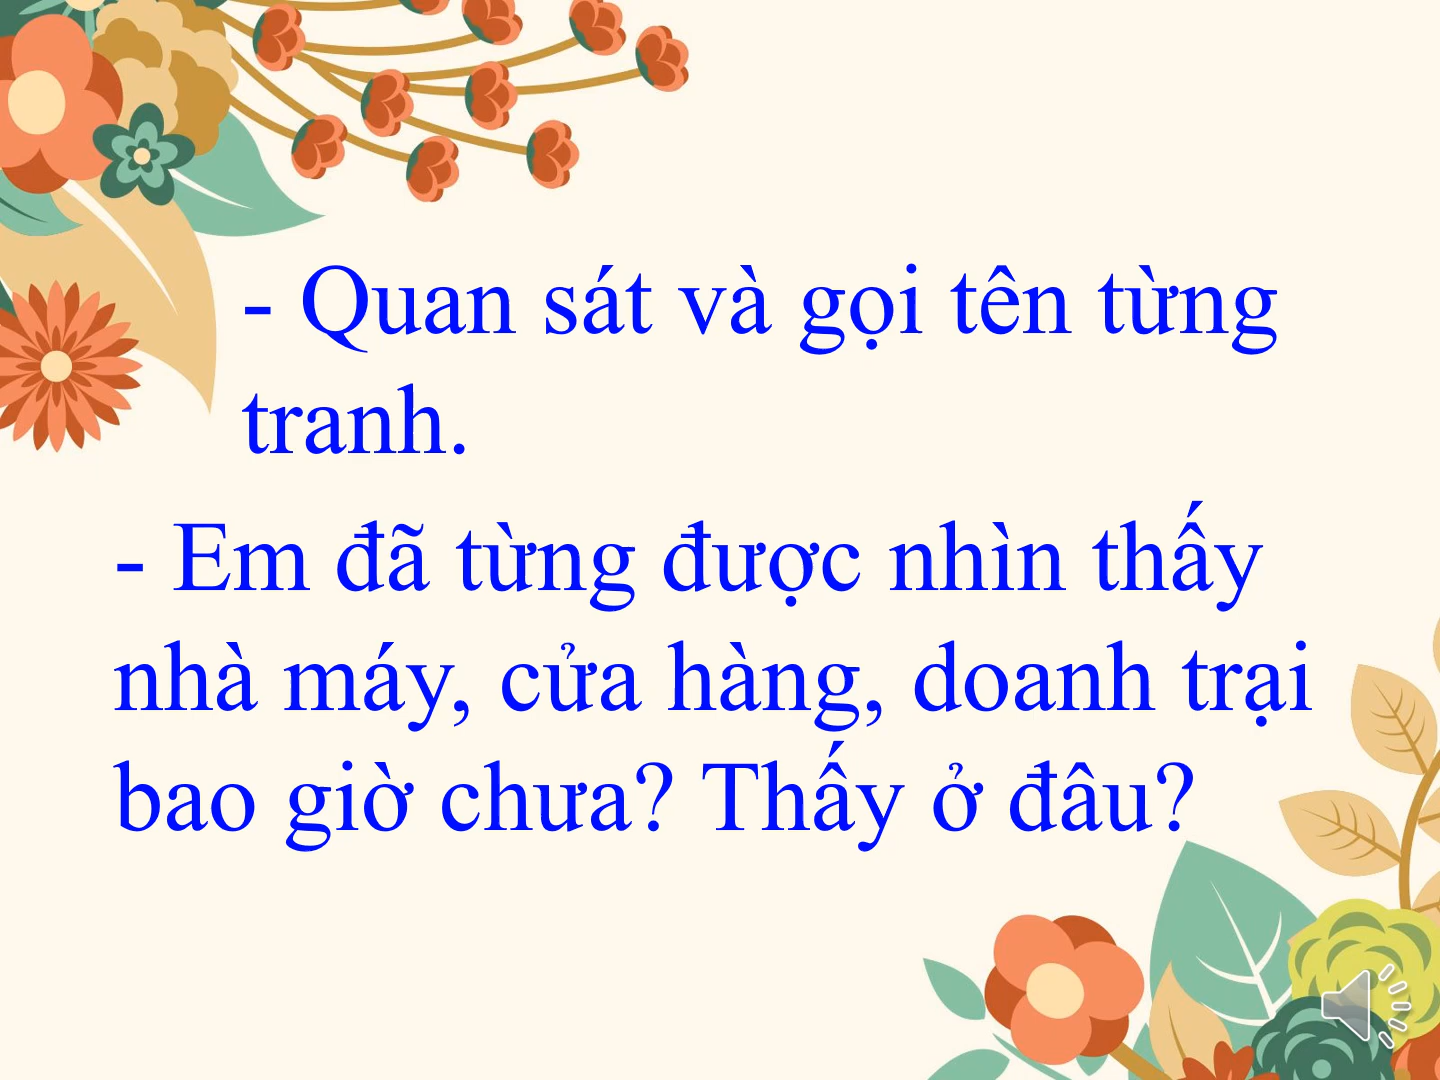 - Quan sát và gọi tên từng
tranh.
- Em đã từng được nhìn thấy
nhà máy, cửa hàng, doanh trại
bao giờ chưa? Thấy ở đâu?